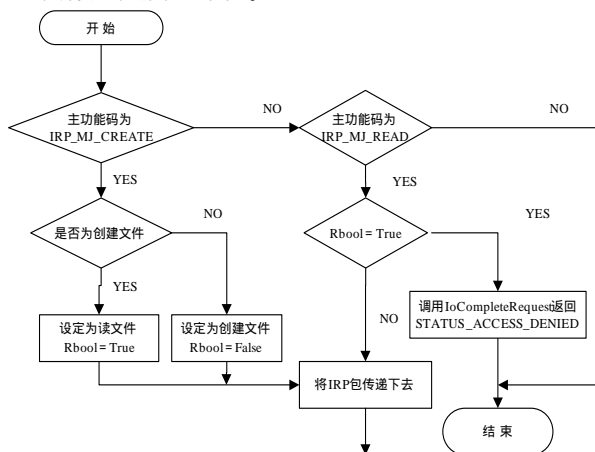 开 始
主功能码为
IRP_MJ_CREATE
NO
主功能码为
IRP_MJ_READ
NO
YES
YES
是否为创建文件
NO
Rbool = True
YES
YES
设定为读文件
Rbool = True
设定为创建文件
Rbool = False
NO
调用IoCompleteRequest返回
STATUS_ACCESS_DENIED
将IRP包传递下去
结 束